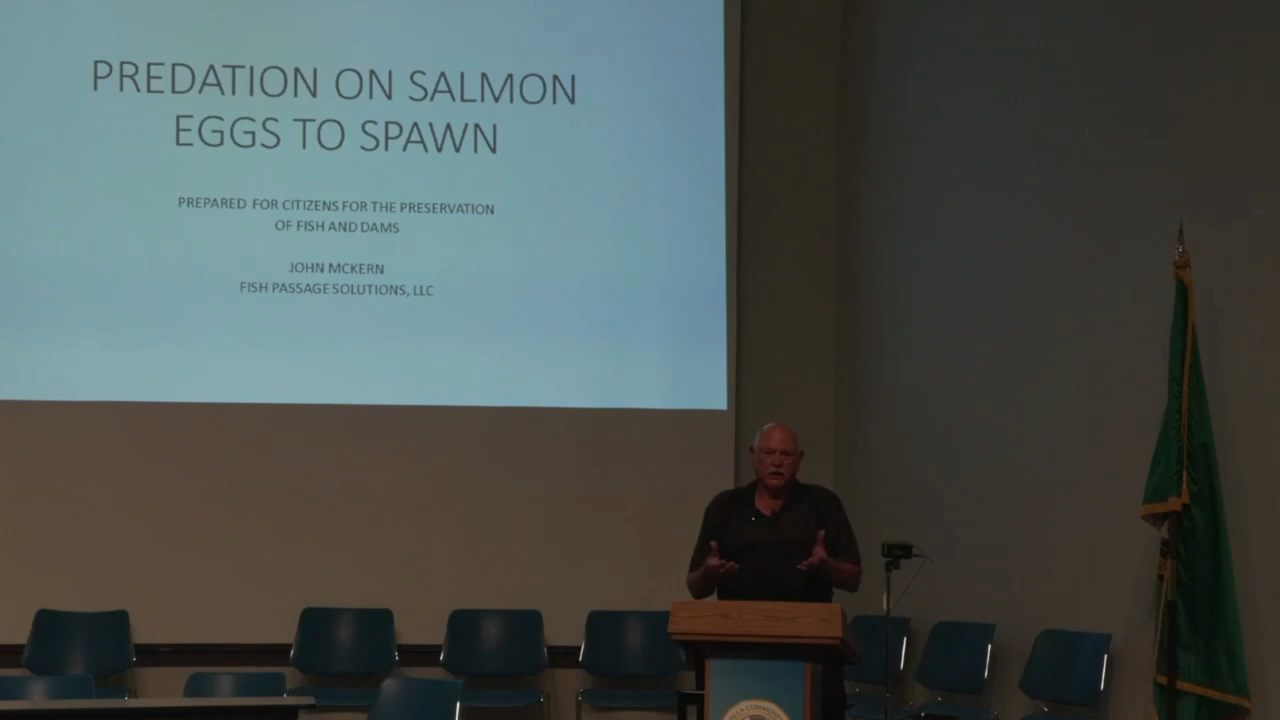 PREDATION ON SALMON
EGGS TO SPAWN
PREPARED FOR CITIZENS FOR THE PRESERVATION
OF FISH AND DAMS
JOHN MCKERN
FISH PASSAGE SOLUTIONS, LLC